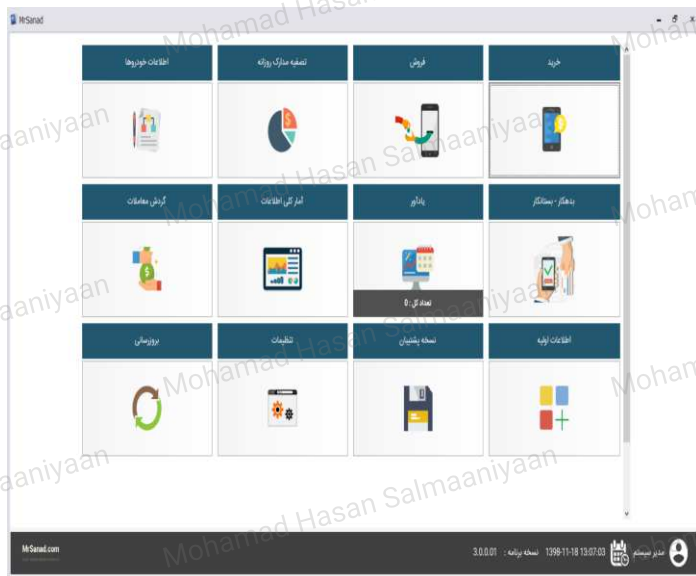 MrSanad
خرید
فروش
تصفیه مدارک روزانه
اطلاعات خودروها
بدهکار - بستانکار
یادآور
آمار کلی اطلاعات
گردش معاملات
تعداد کل : 0
اطلاعات اولیه
نسخه پشتیبان
تنظیمات
بروزرسانی
مدیر سیستم
1398-11-18 13:07:03
نسخه برنامه : 3.0.0.01
MrSanad.com
Mohamad Hasan Salmaaniyaan